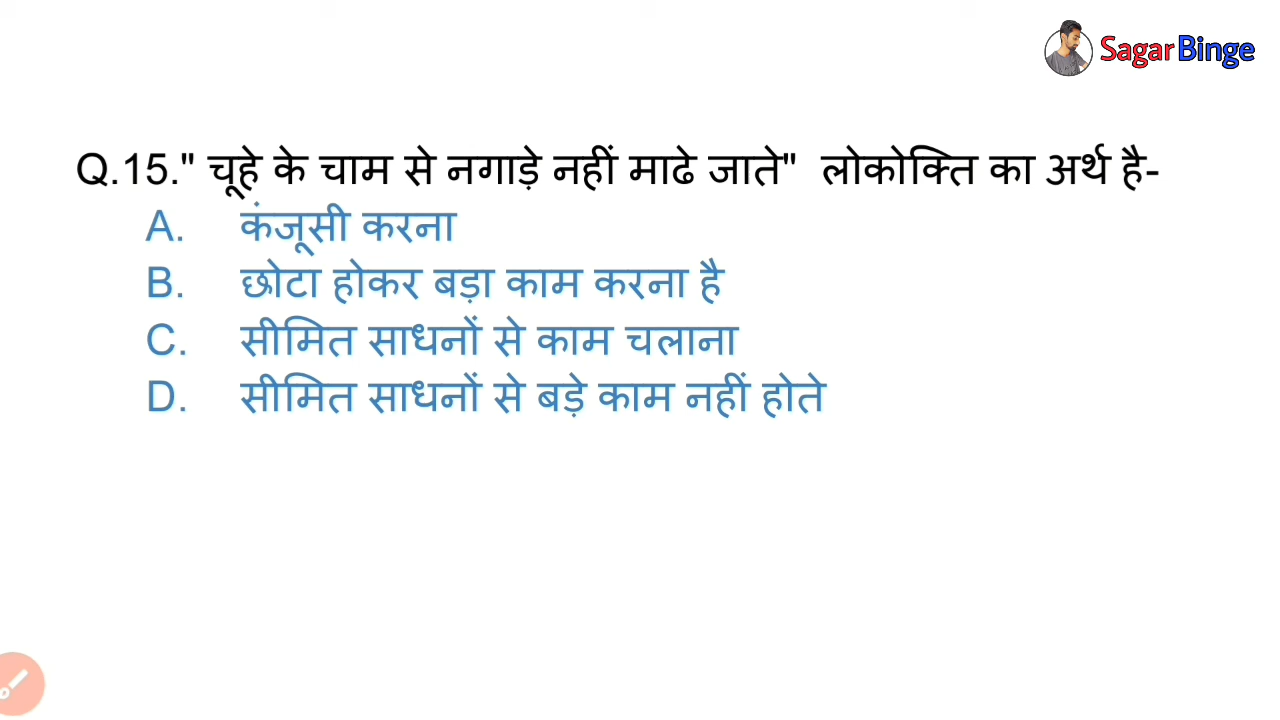 SagarBinge
Q.15." चूहे के चाम से नगाड़े नहीं माढे जाते" लोकोक्ति का अर्थ है-
A. कंजूसी करना
B. छोटा होकर बड़ा काम करना है
C. सीमित साधनों से काम चलाना
D. सीमित साधनों से बड़े काम नहीं होते